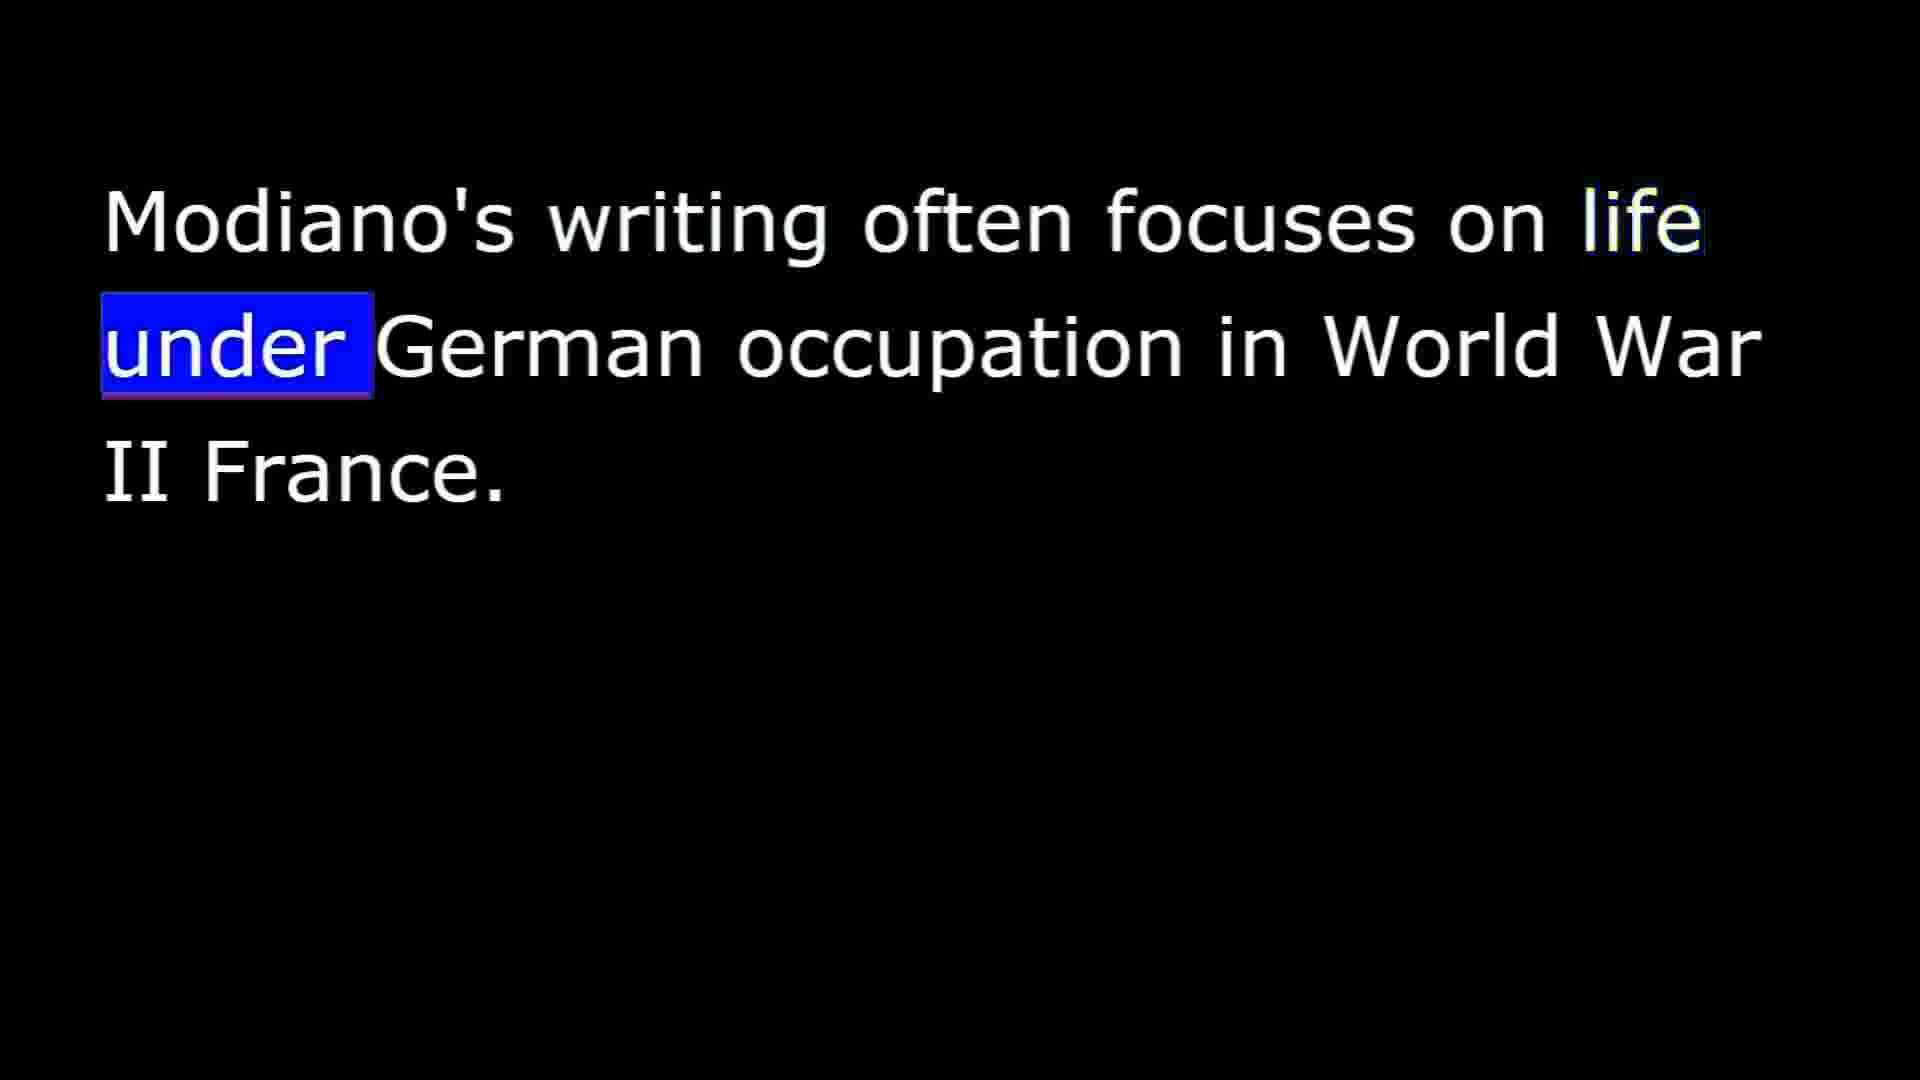 Modiano's writing often focuses on life
under German occupation in World War
II France.